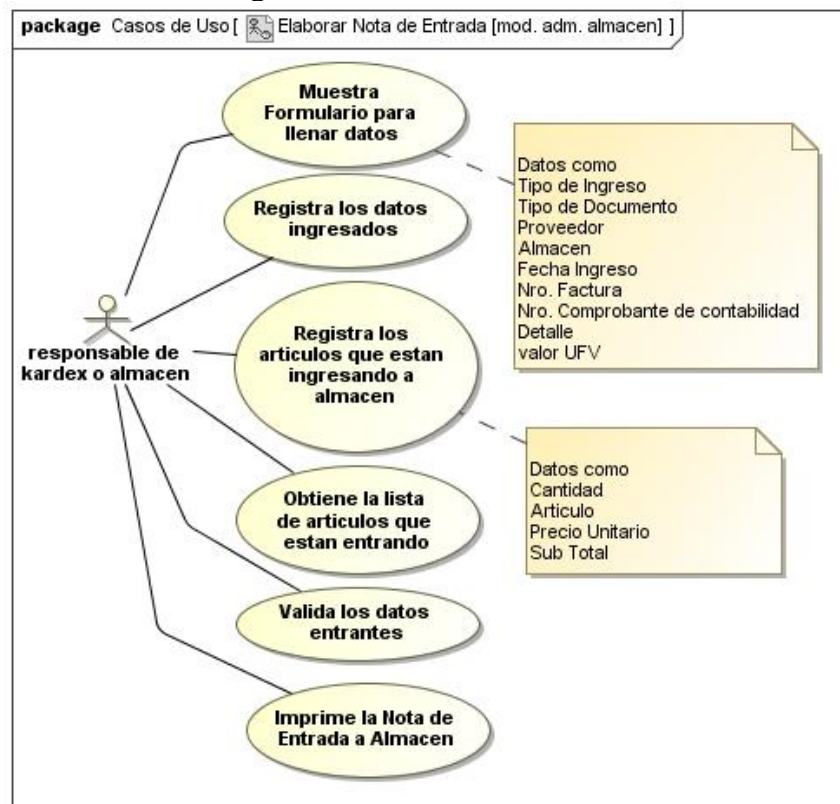 package Casos de Uso [ Elaborar Nota de Entrada [mod. adm. almacen] ]
Muestra
Formulario para
llenar datos
Datos como
Tipo de Ingreso
Tipo de Documento
Proveedor
Almacen
Fecha Ingreso
Nro. Factura
Nro. Comprobante de contabilidad
Detalle
valor UFV
Registra los datos
ingresados
responsable de
kardex o almacen
Registra los
articulos que estan
ingresando a
almacen
Datos como
Cantidad
Articulo
Precio Unitario
Sub Total
Obtiene la lista
de articulos que
estan entrando
Valida los datos
entrantes
Imprime la Nota de
Entrada a Almacen